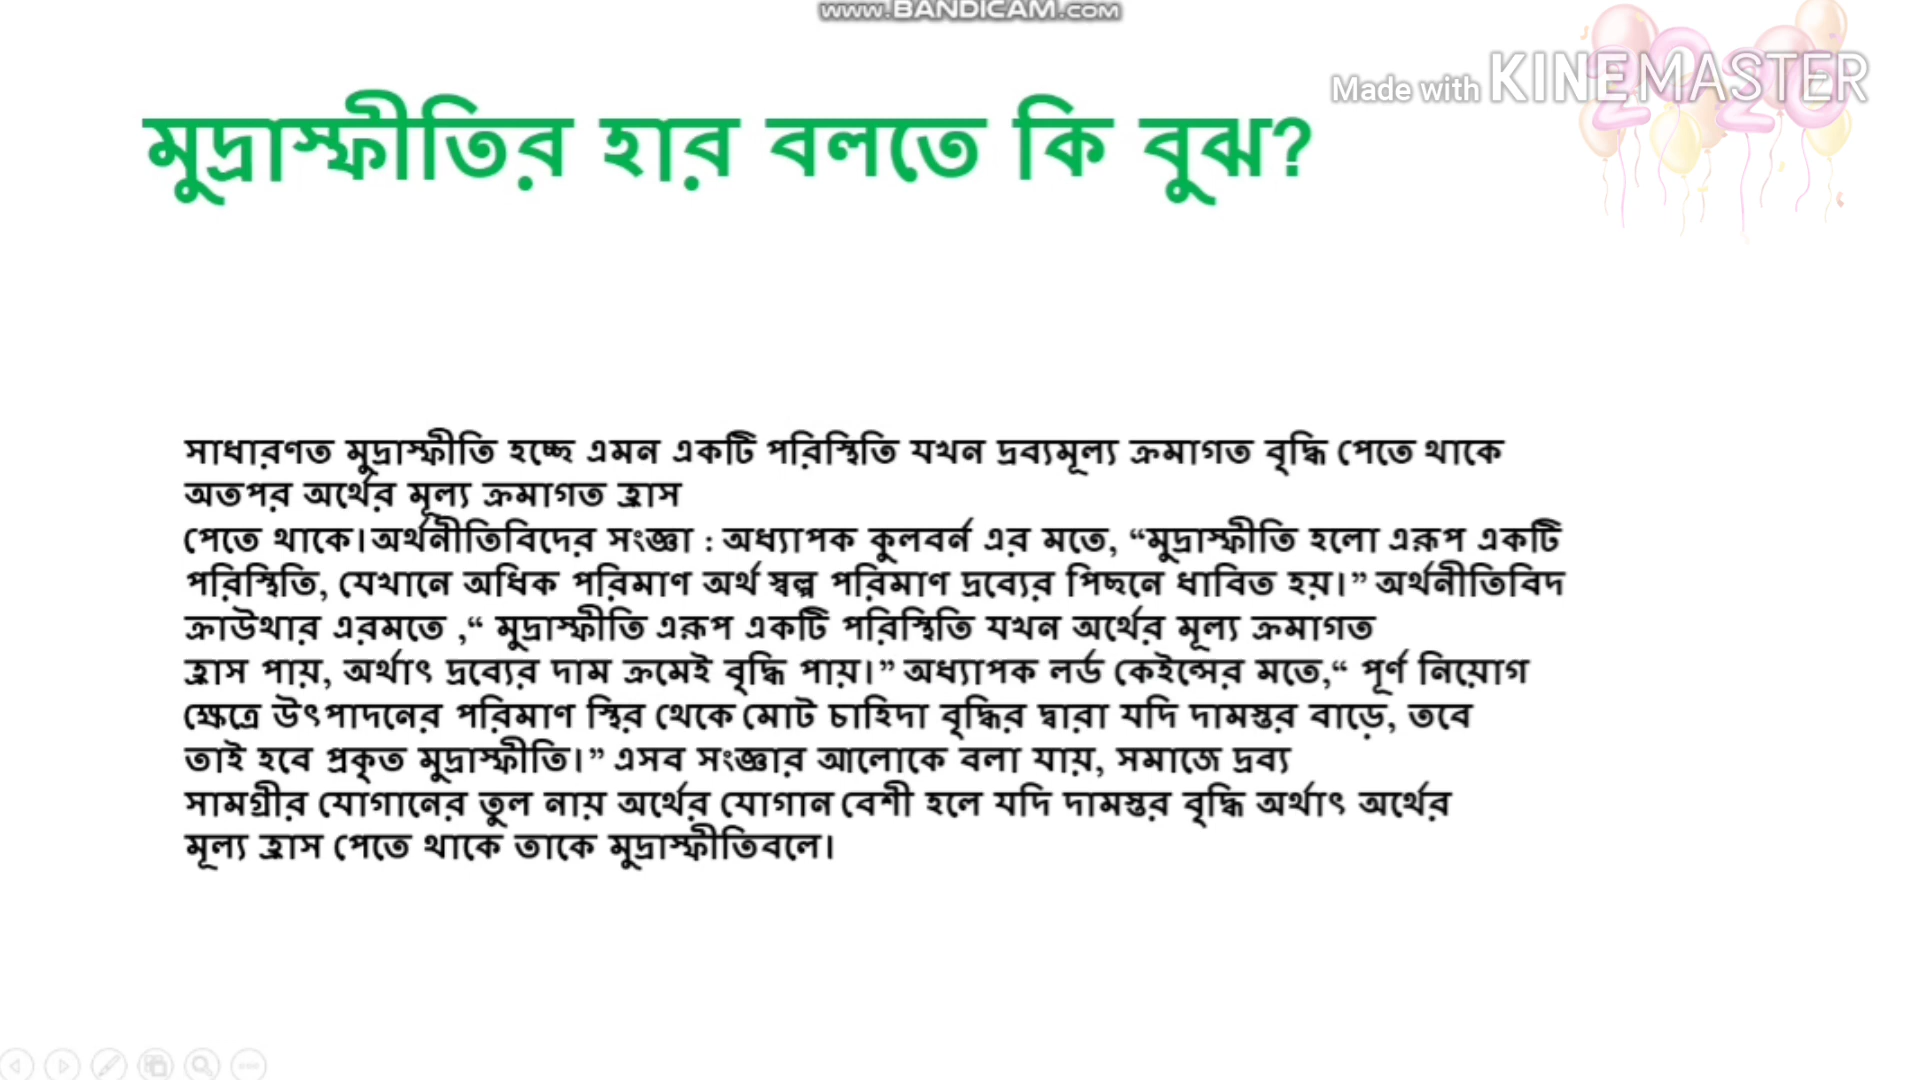 www.BANDICAM.com
Made with KINEMASTER
2020
মুদ্রাস্ফীতির হার বলতে কি বুঝ?
সাধারণত মুদ্রাস্ফীতি হচ্ছে এমন একটি পরিস্থিতি যখন দ্রব্যমূল্য ক্রমাগত বৃদ্ধি পেতে থাকে
অতপর অর্থের মূল্য ক্রমাগত হ্রাস
পেতে থাকে। অর্থনীতিবিদের সংজ্ঞা : অধ্যাপক কুলবর্ন এর মতে, “মুদ্রাস্ফীতি হলো এরূপ একটি
পরিস্থিতি, যেখানে অধিক পরিমাণ অর্থ স্বল্প পরিমাণ দ্রব্যের পিছনে ধাবিত হয়।” অর্থনীতিবিদ
ক্রাউথার এরমতে ,“ মুদ্রাস্ফীতি এরূপ একটি পরিস্থিতি যখন অর্থের মূল্য ক্রমাগত
হ্রাস পায়, অর্থাৎ দ্রব্যের দাম ক্রমেই বৃদ্ধি পায়।” অধ্যাপক লর্ড কেইন্সের মতে,“ পূর্ণ নিয়োগ
ক্ষেত্রে উৎপাদনের পরিমাণ স্থির থেকে মোট চাহিদা বৃদ্ধির দ্বারা যদি দামস্তর বাড়ে, তবে
তাই হবে প্রকৃত মুদ্রাস্ফীতি।” এসব সংজ্ঞার আলোকে বলা যায়, সমাজে দ্রব্য
সামগ্রীর যোগানের তুল নায় অর্থের যোগান বেশী হলে যদি দামস্তর বৃদ্ধি অর্থাৎ অর্থের
মূল্য হ্রাস পেতে থাকে তাকে মুদ্রাস্ফীতিবলে।